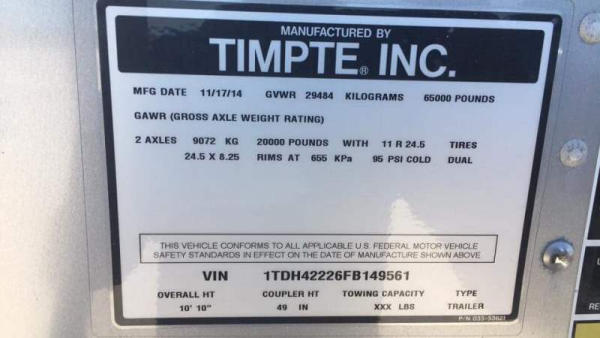 MANUFACTURED BY
TIMPTE® INC.
MFG DATE 11/17/14 GVWR 29484 KILOGRAMS 65000 POUNDS
GAWR (GROSS AXLE WEIGHT RATING)
2 AXLES 9072 KG 20000 POUNDS WITH 11 R 24.5 TIRES
24.5 X 8.25 RIMS AT 655 KPa 95 PSI COLD DUAL
THIS VEHICLE CONFORMS TO ALL APPLICABLE U.S. FEDERAL MOTOR VEHICLE
SAFETY STANDARDS IN EFFECT ON THE DATE OF MANUFACTURE SHOWN ABOVE
VIN 1TDH42226FB149561
OVERALL HT COUPLER HT TOWING CAPACITY TYPE
10' 10" 49 IN XXX LBS TRAILER